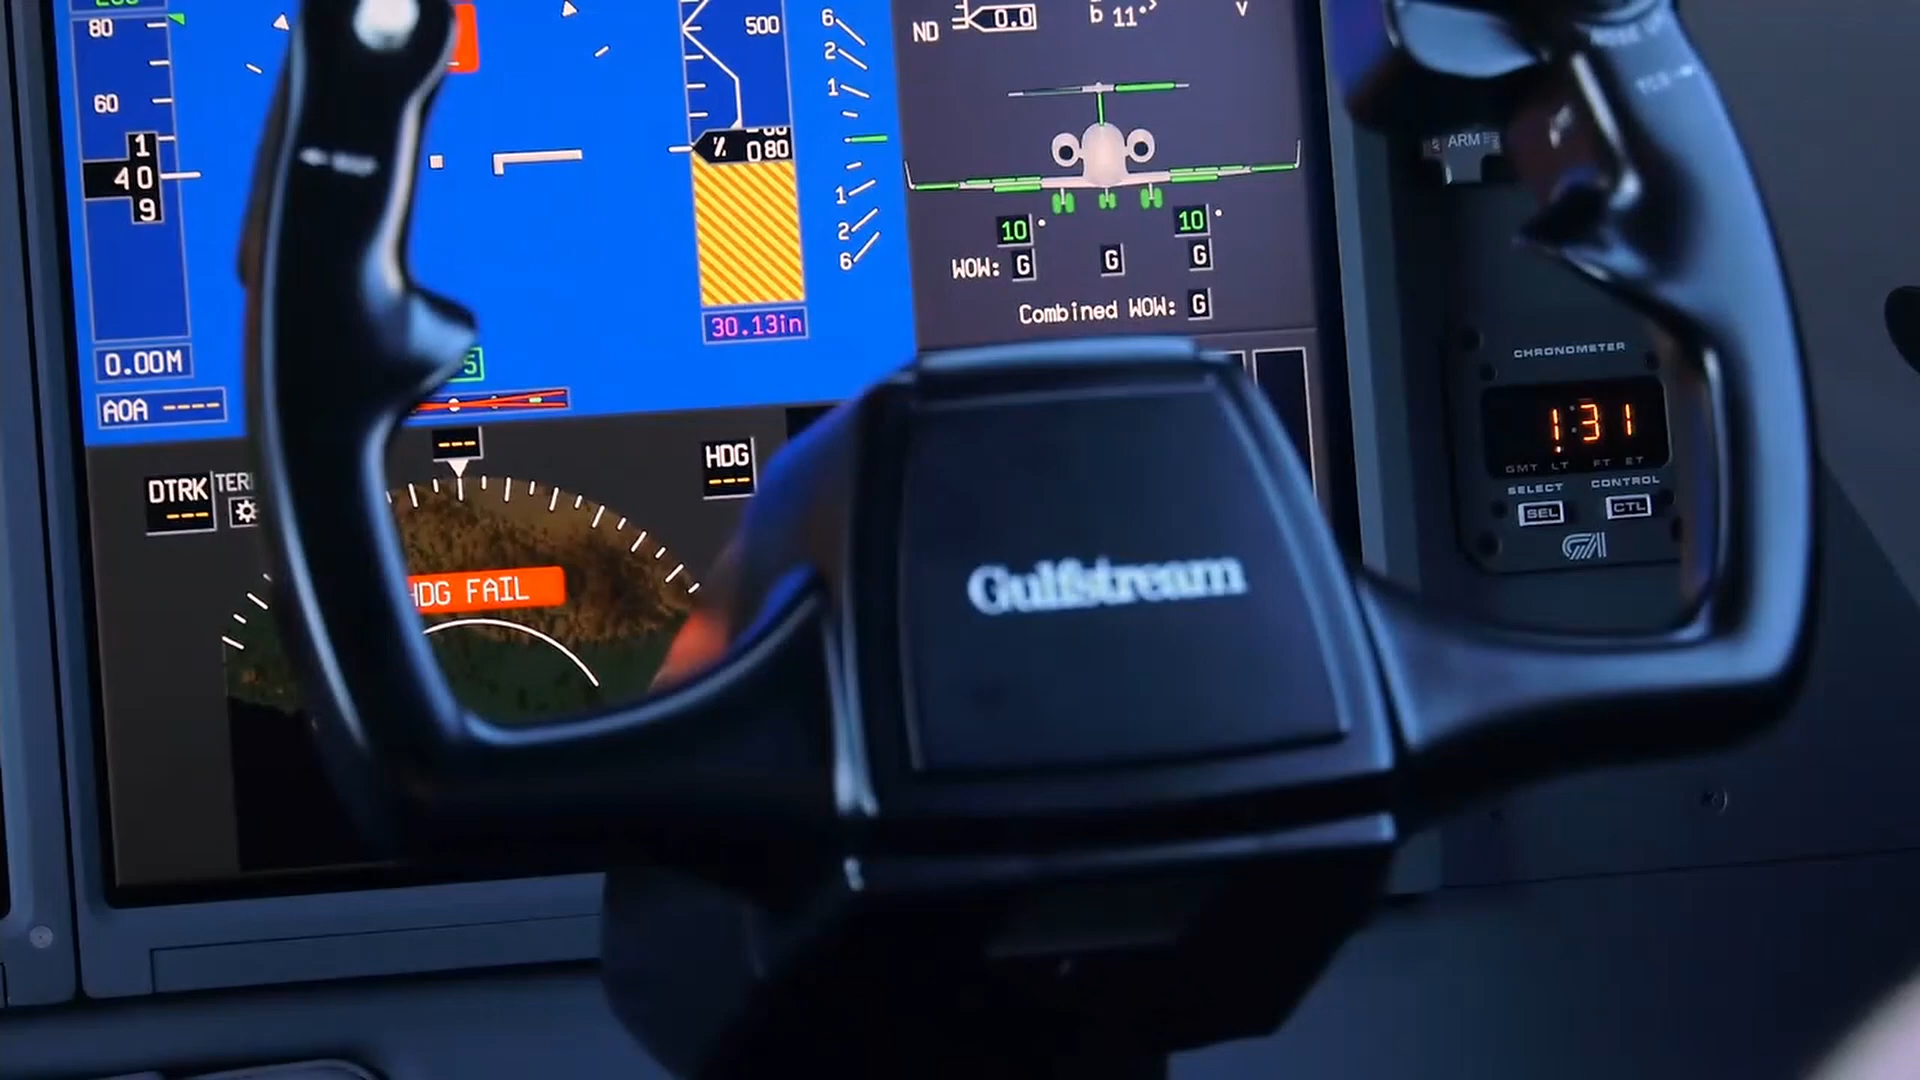 80
60
1
40
9
0.00M
AOA ----
500
080
30.13in
6
2
1
1
2
6
ND
0.0
b 11°
10
10
WOW: G G G
Combined WOW: G
S
DTRK
---
HDG
---
---
HDG FAIL
Gulfstream
ARM
CHRONOMETER
1:31
GMT LT FT ET
SELECT CONTROL
SEL CTL